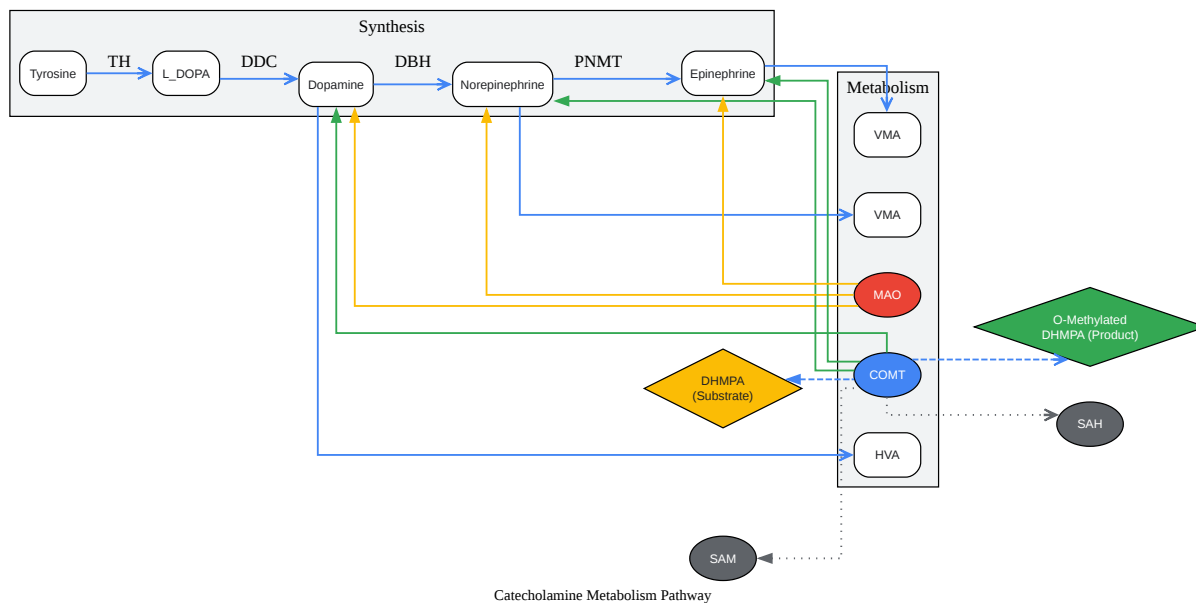 Synthesis
Tyrosine
TH
L_DOPA
DDC
Dopamine
DBH
Norepinephrine
PNMT
Epinephrine
Metabolism
VMA
VMA
MAO
O-Methylated
DHMPA (Product)
COMT
DHMPA
(Substrate)
SAH
HVA
SAM
Catecholamine Metabolism Pathway